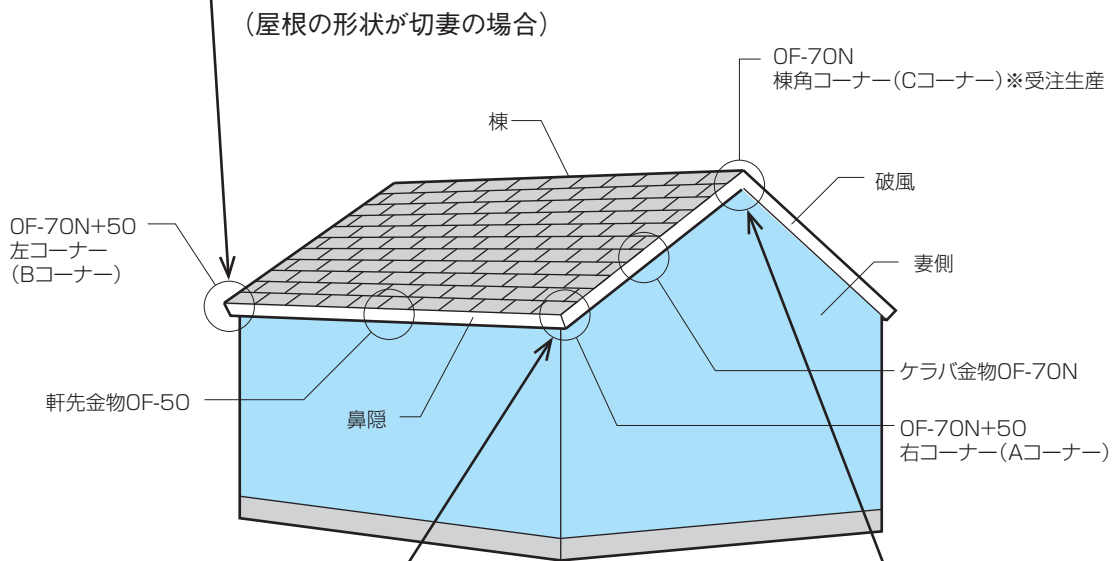 (屋根の形状が切妻の場合)
OF-70N
棟角コーナー(Cコーナー)※受注生産
棟
破風
OF-70N+50
左コーナー
(Bコーナー)
妻側
軒先金物OF-50
鼻隠
ケラバ金物OF-70N
OF-70N+50
右コーナー(Aコーナー)